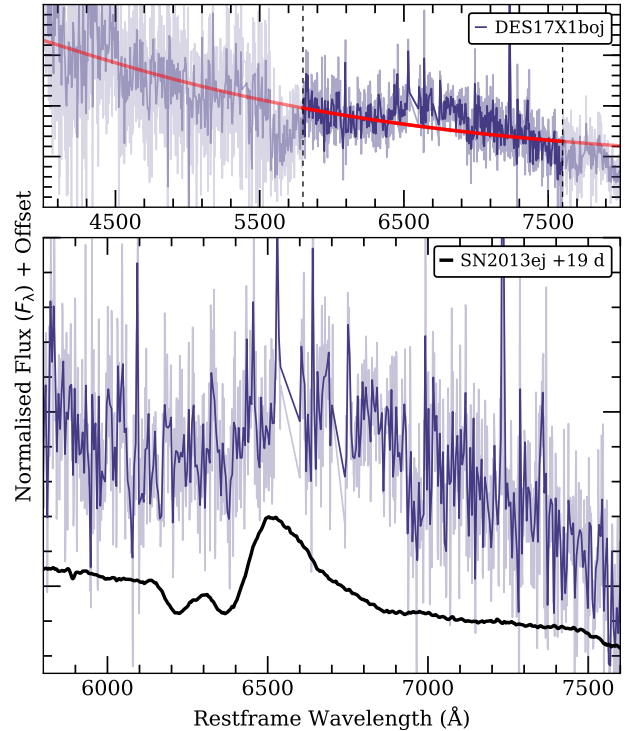 DES17X1boj
4500 5500 6500 7500
Normalised Flux (Fλ) + Offset
SN2013ej +19 d
6000 6500 7000 7500
Restframe Wavelength (Å)